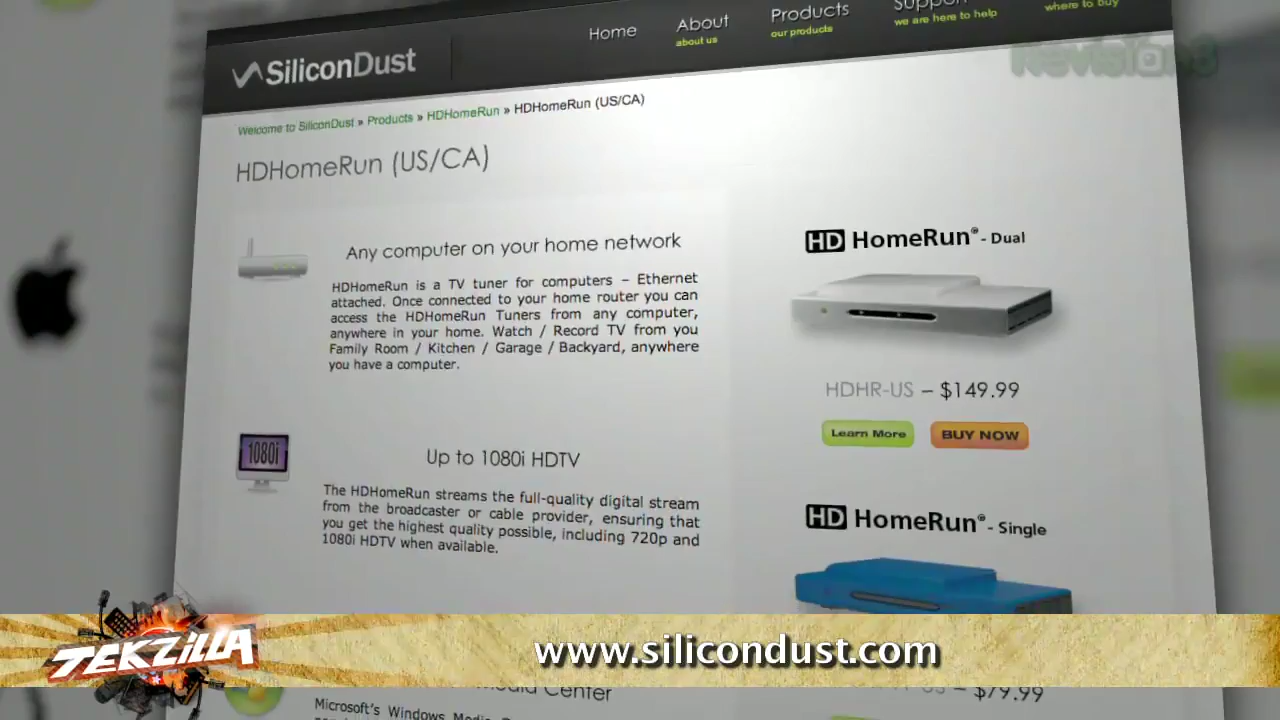 Home
About
about us
Products
our products
Support
we are here to help
where to buy
SiliconDust
Revision3
Welcome to SiliconDust » Products » HDHomeRun » HDHomeRun (US/CA)
HDHomeRun (US/CA)
Any computer on your home network
HDHomeRun is a TV tuner for computers – Ethernet
attached. Once connected to your home router you can
access the HDHomeRun Tuners from any computer,
anywhere in your home. Watch / Record TV from you
Family Room / Kitchen / Garage / Backyard, anywhere
you have a computer.
1080i
Up to 1080i HDTV
The HDHomeRun streams the full-quality digital stream
from the broadcaster or cable provider, ensuring that
you get the highest quality possible, including 720p and
1080i HDTV when available.
HD HomeRun® - Dual
HDHR-US – $149.99
Learn More
BUY NOW
HD HomeRun® - Single
TEKZILLA
www.silicondust.com
Media Center
– $79.99
Microsoft's Windows